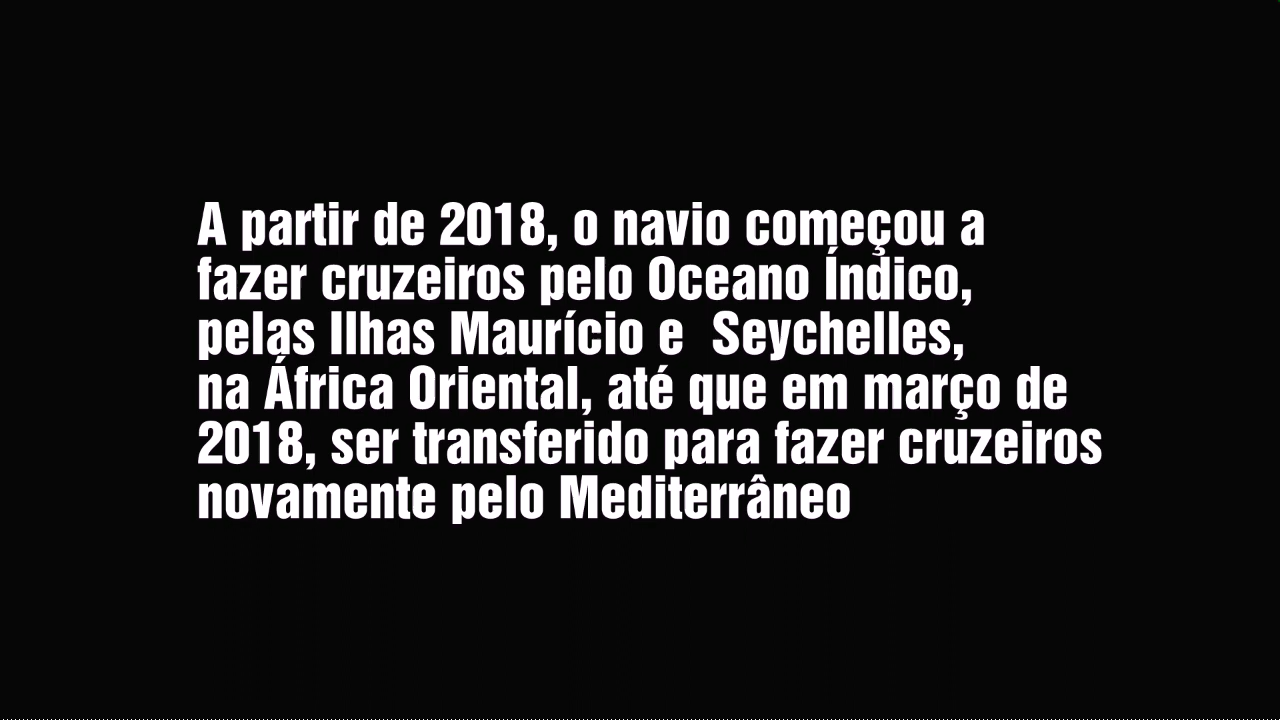 A partir de 2018, o navio começou a
fazer cruzeiros pelo Oceano Índico,
pelas Ilhas Maurício e  Seychelles,
na África Oriental, até que em março de
2018, ser transferido para fazer cruzeiros
novamente pelo Mediterrâneo